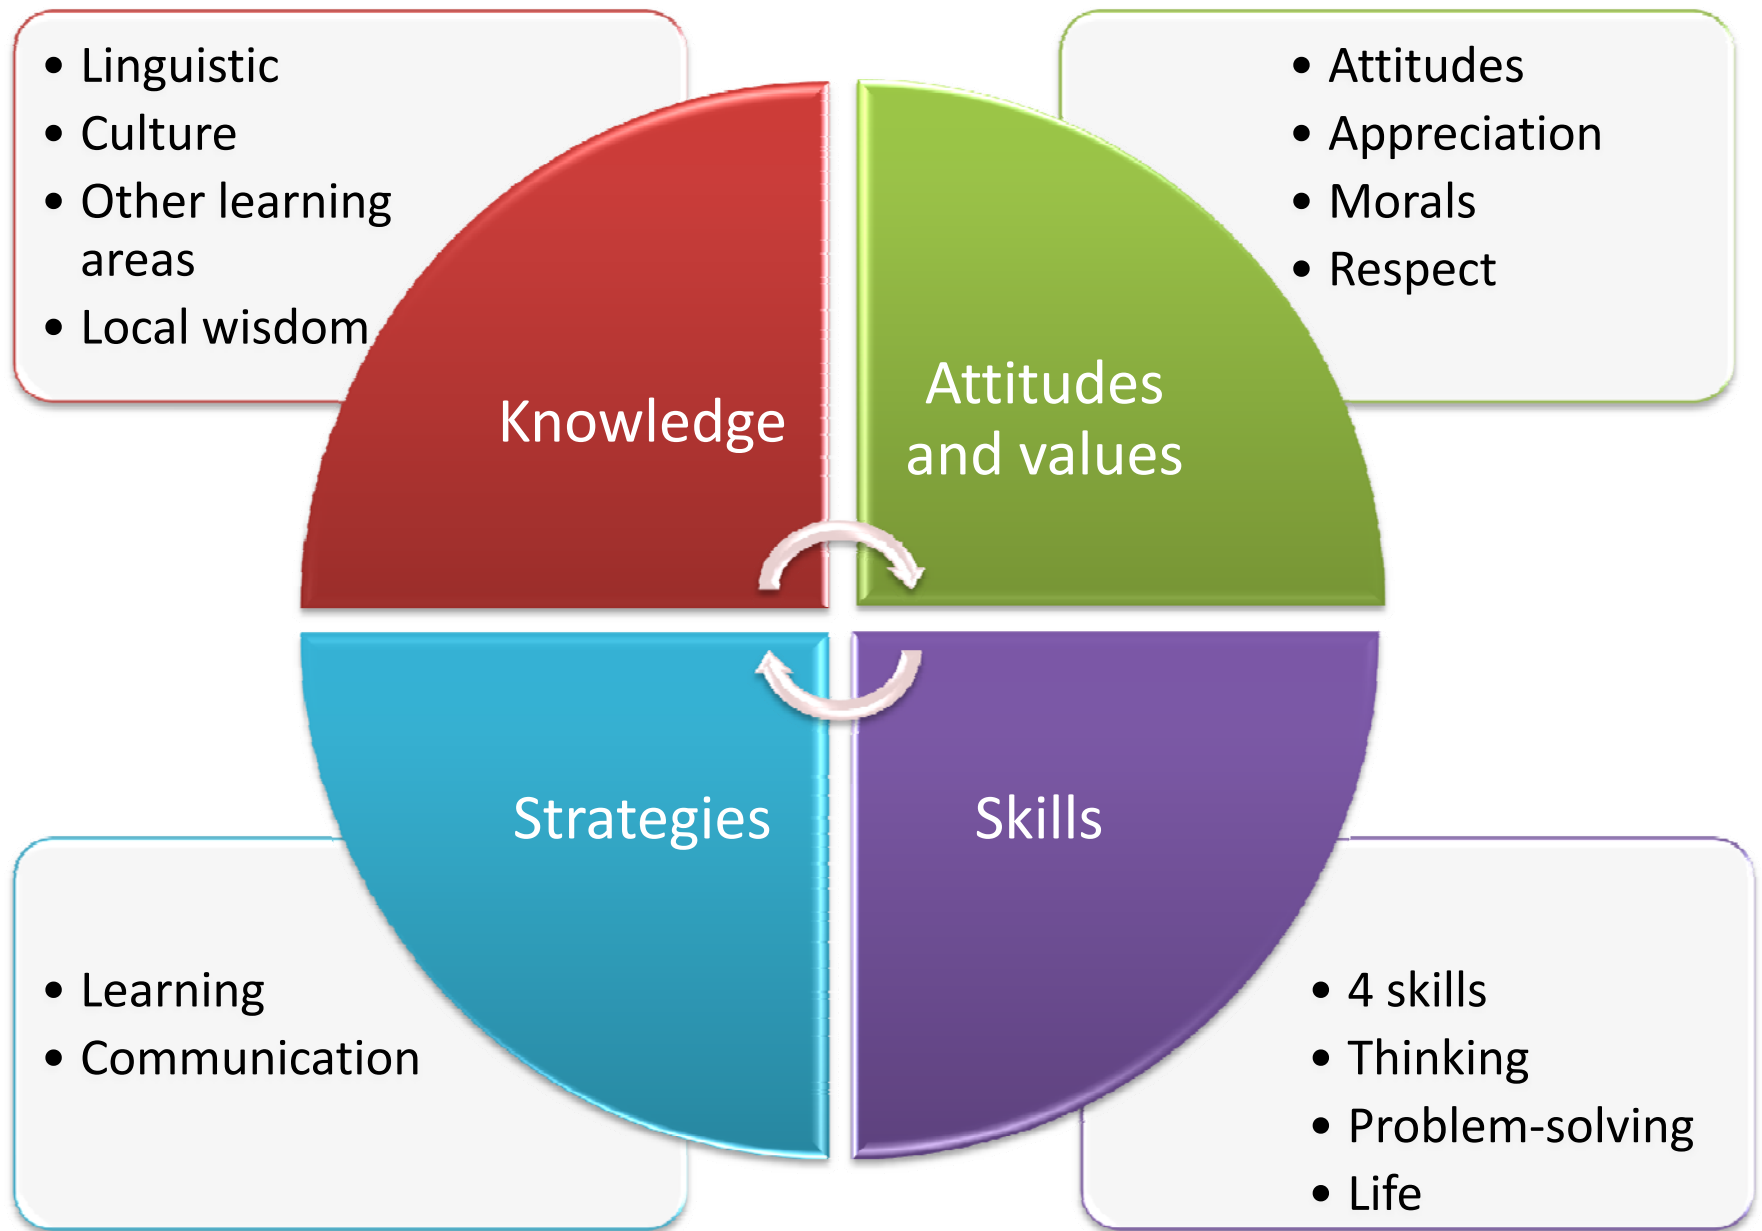 • Linguistic
• Culture
• Other learning
areas
• Local wisdom
• Attitudes
• Appreciation
• Morals
• Respect
Knowledge
Attitudes
and values
Strategies
Skills
• Learning
• Communication
• 4 skills
• Thinking
• Problem-solving
• Life